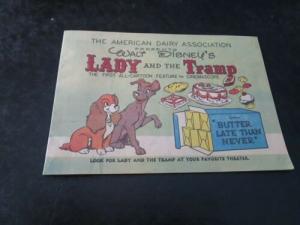 THE AMERICAN DAIRY ASSOCIATION
PRESENTS
WALT DISNEY'S
LADY AND THE TRAMP
THE FIRST ALL-CARTOON FEATURE IN CINEMASCOPE
"BUTTER
LATE THAN
NEVER"
LOOK FOR LADY AND THE TRAMP AT YOUR FAVORITE THEATER.